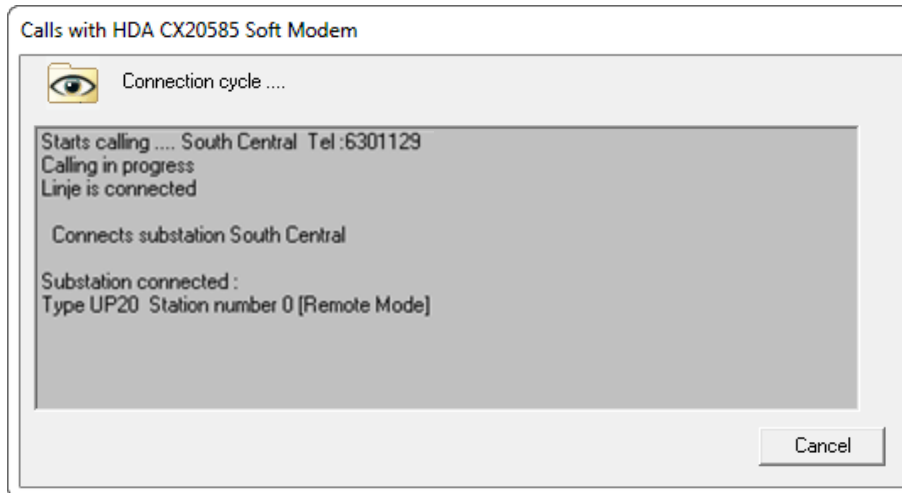 Calls with HDA CX20585 Soft Modem
Connection cycle ....
Starts calling .... South Central Tel :6301129
Calling in progress
Linje is connected
Connects substation South Central
Substation connected :
Type UP20 Station number 0 [Remote Mode]
Cancel